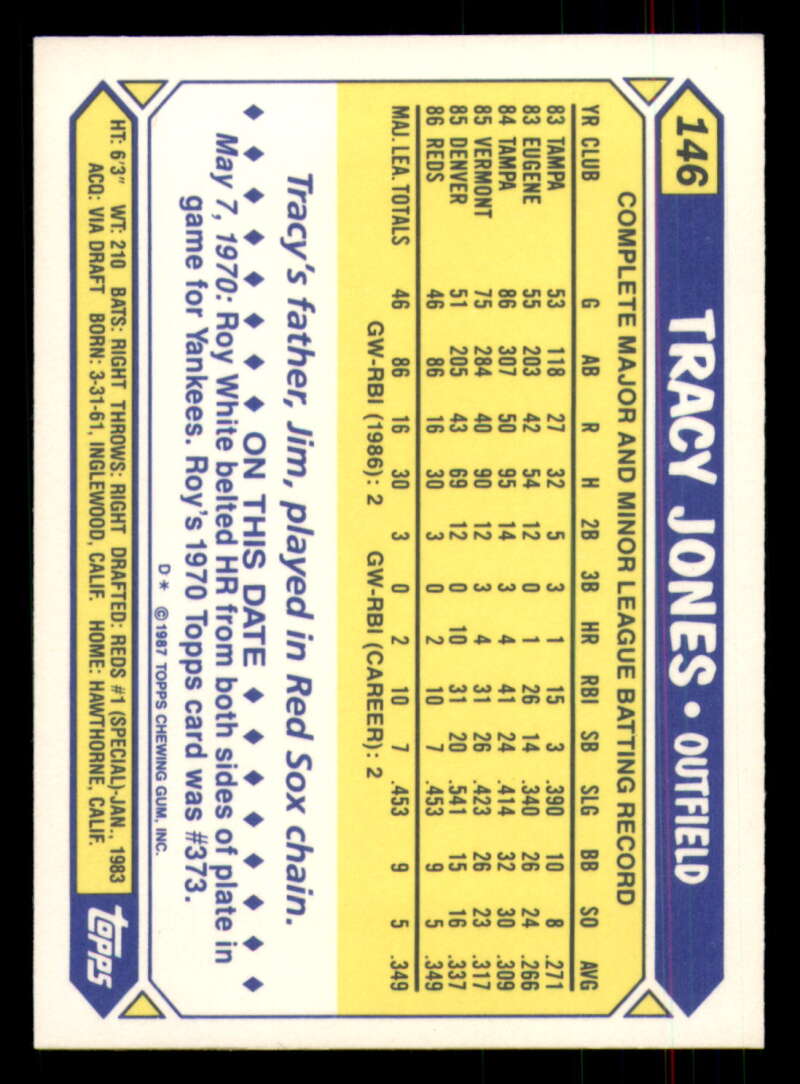 146
TRACY JONES • OUTFIELD
COMPLETE MAJOR AND MINOR LEAGUE BATTING RECORD
YR CLUB G AB R H 2B 3B HR RBI SB SLG BB SO AVG
83 TAMPA 53 118 27 32 5 3 1 15 3 .390 10 8 .271
83 EUGENE 55 203 42 54 12 0 1 26 14 .340 26 24 .266
84 TAMPA 86 307 50 95 14 3 4 41 24 .414 32 30 .309
85 VERMONT 75 284 40 90 12 3 4 31 26 .423 26 23 .317
85 DENVER 51 205 43 69 12 0 10 31 20 .541 15 16 .337
86 REDS 46 86 16 30 3 0 2 10 7 .453 9 5 .349
MAJ. LEA. TOTALS 46 86 16 30 3 0 2 10 7 .453 9 5 .349
GW-RBI (1986): 2 GW-RBI (CAREER): 2
Tracy's father, Jim, played in Red Sox chain.
◆ ◆ ◆ ◆ ◆ ◆ ◆ ◆ ON THIS DATE ◆ ◆ ◆ ◆ ◆ ◆ ◆ ◆
May 7, 1970: Roy White belted HR from both sides of plate in
game for Yankees. Roy's 1970 Topps card was #373.
D* ©1987 TOPPS CHEWING GUM, INC.
HT: 6'3" WT: 210 BATS: RIGHT THROWS: RIGHT DRAFTED: REDS #1 (SPECIAL)-JAN., 1983
ACQ: VIA DRAFT BORN: 3-31-61, INGLEWOOD, CALIF. HOME: HAWTHORNE, CALIF.
topps